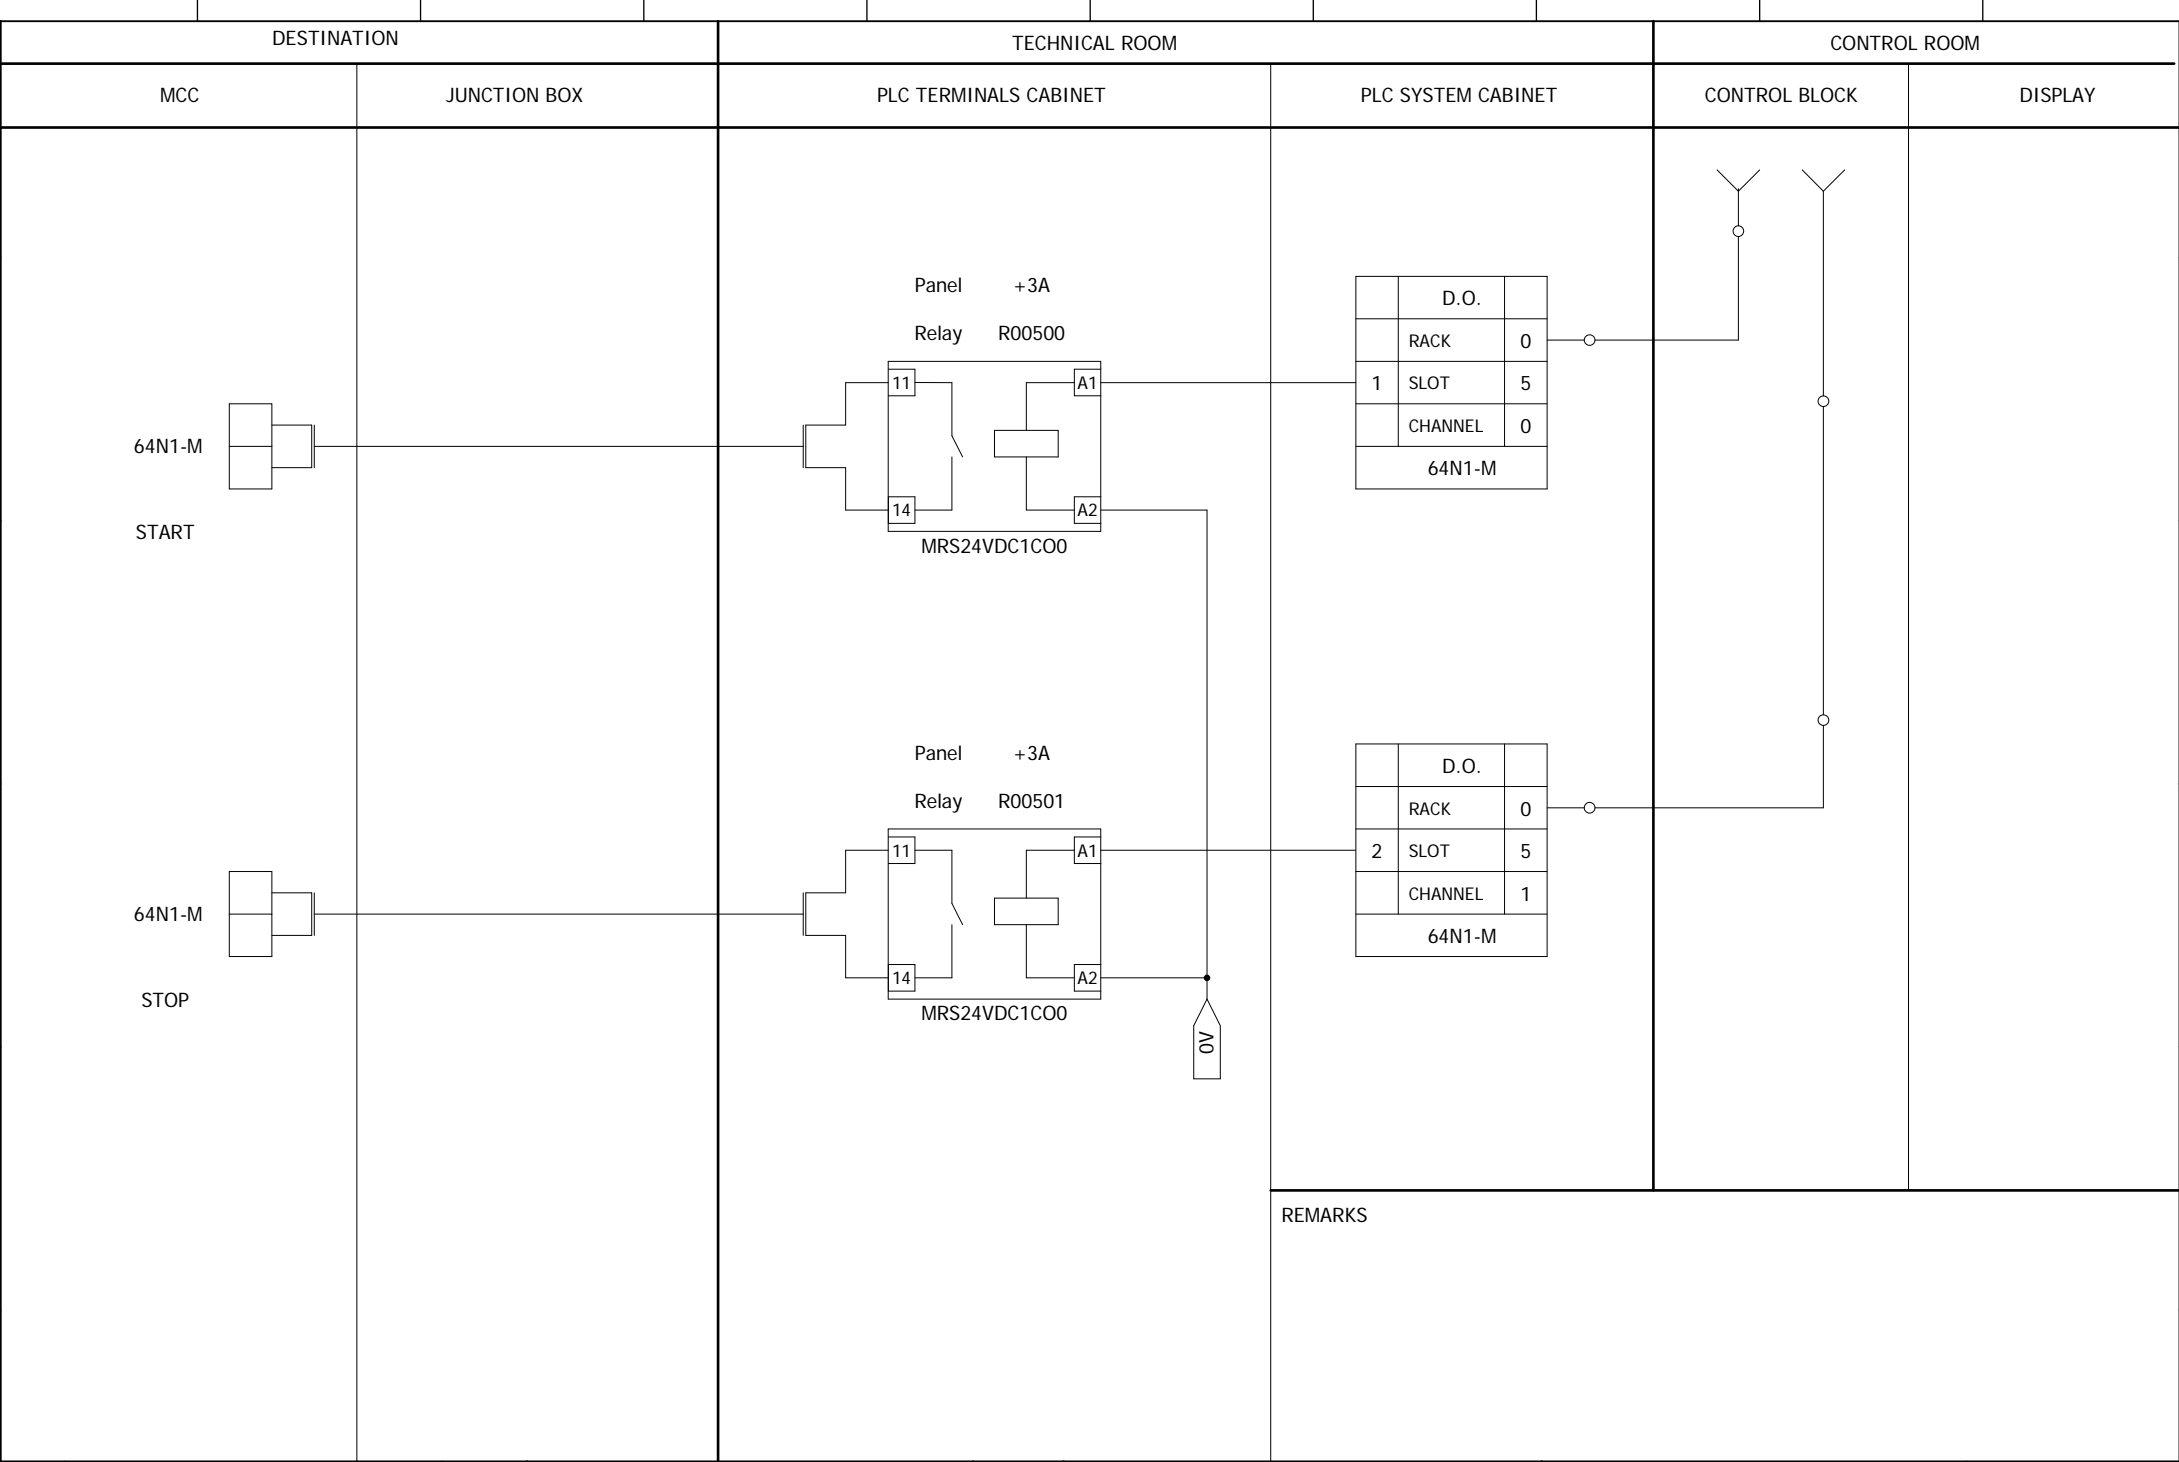 DESTINATION TECHNICAL ROOM CONTROL ROOM
MCC JUNCTION BOX PLC TERMINALS CABINET PLC SYSTEM CABINET CONTROL BLOCK DISPLAY
Panel +3A
D.O.
Relay R00500
RACK 0
11 A1 1 SLOT 5
CHANNEL 0
64N1-M
64N1-M
14 A2
START
MRS24VDC1CO0
Panel +3A
D.O.
Relay R00501
RACK 0
11 A1 2 SLOT 5
CHANNEL 1
64N1-M
64N1-M
14 A2
STOP
MRS24VDC1CO0
0V
REMARKS